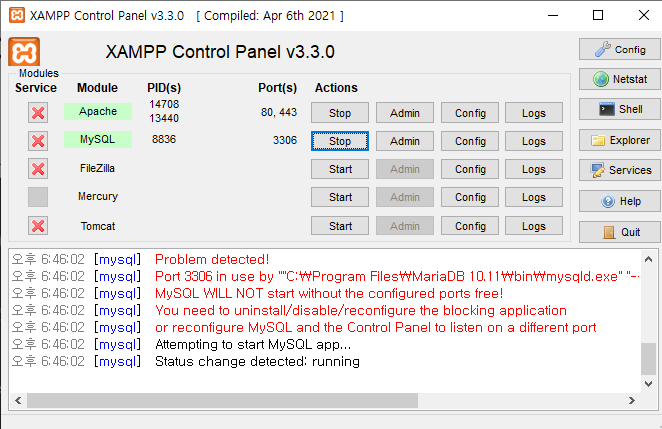 XAMPP Control Panel v3.3.0 [ Compiled: Apr 6th 2021 ]
XAMPP Control Panel v3.3.0
Config
Modules
Service Module PID(s) Port(s) Actions
Netstat
Apache 14708 13440 80, 443 Stop Admin Config Logs
Shell
MySQL 8836 3306 Stop Admin Config Logs
Explorer
FileZilla Start Admin Config Logs
Services
Mercury Start Admin Config Logs
Help
Tomcat Start Admin Config Logs
Quit
오후 6:46:02 [mysql] Problem detected!
오후 6:46:02 [mysql] Port 3306 in use by ""C:₩Program Files₩MariaDB 10.11₩bin₩mysqld.exe" "-
오후 6:46:02 [mysql] MySQL WILL NOT start without the configured ports free!
오후 6:46:02 [mysql] You need to uninstall/disable/reconfigure the blocking application
오후 6:46:02 [mysql] or reconfigure MySQL and the Control Panel to listen on a different port
오후 6:46:02 [mysql] Attempting to start MySQL app...
오후 6:46:02 [mysql] Status change detected: running